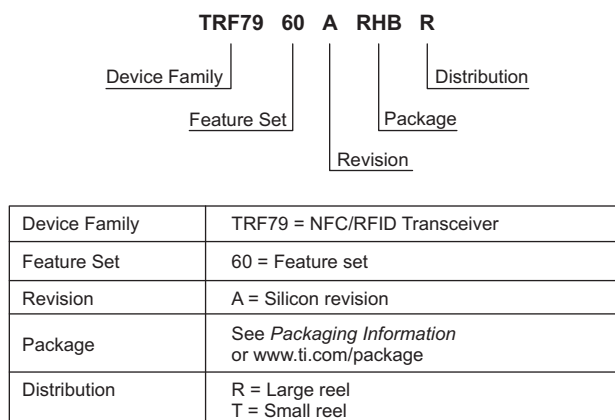 TRF79 60 A RHB R
Device Family
Distribution
Feature Set
Package
Revision
Device Family TRF79 = NFC/RFID Transceiver
Feature Set 60 = Feature set
Revision A = Silicon revision
Package See Packaging Information
or www.ti.com/package
Distribution R = Large reel
T = Small reel